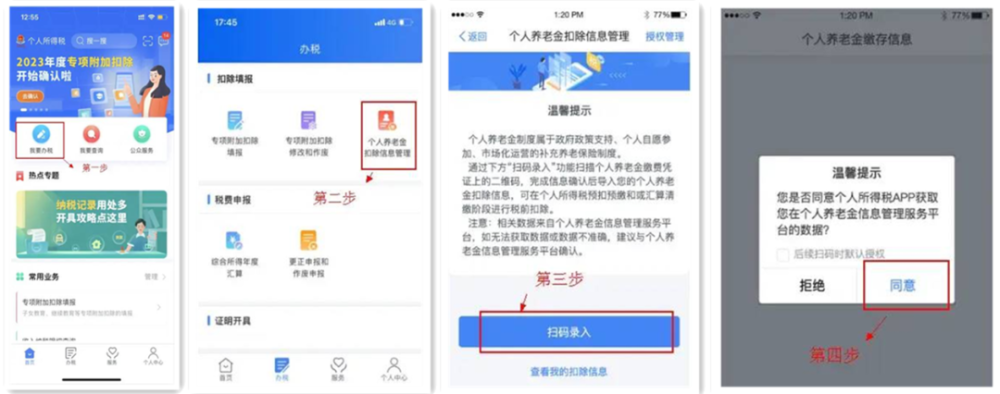 12:55
个人所得税
搜一搜
2023年度专项附加扣除
开始确认啦
去确认
我要办税
我要查询
公众服务
第一步
热点专题
纳税记录用处多
开具攻略点这里
常用业务
管理
专项附加扣除填报
首页
办税
服务
个人中心
17:45
4G
办税
扣除填报
专项附加扣除
填报
专项附加扣除
修改和作废
个人养老金
扣除信息管理
第二步
税费申报
综合所得年度
汇算
更正申报和
作废申报
证明开具
首页
办税
服务
个人中心
1:20 PM
77%
返回
个人养老金扣除信息管理
授权管理
温馨提示
个人养老金制度属于政府政策支持、个人自愿参
加、市场化运营的补充养老保险制度。
通过下方“扫码录入”功能扫描个人养老金缴费凭
证上的二维码，完成信息确认后导入您的个人养老
金扣除信息，可在个人所得税预扣预缴和或汇算清
缴阶段进行税前扣除。
注意：相关数据来自个人养老金信息管理服务平
台，如无法获取数据或数据不准确，建议与个人养
老金信息管理服务平台确认。
第三步
扫码录入
查看我的扣除信息
1:20 PM
77%
个人养老金缴存信息
温馨提示
您是否同意个人所得税APP获取
您在个人养老金信息管理服务平
台的数据?
后续扫码时默认授权
拒绝
同意
第四步